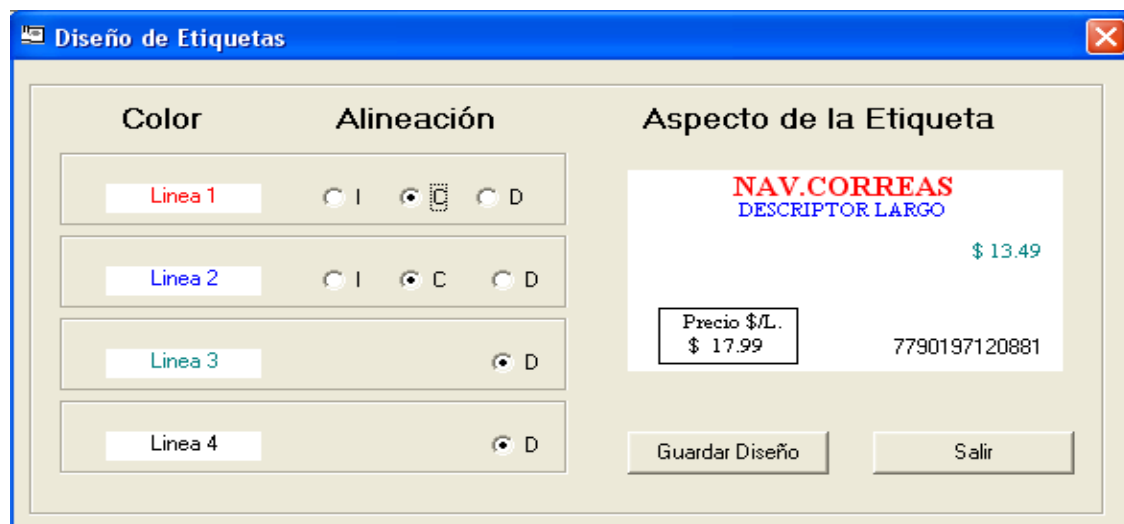 Diseño de Etiquetas
Color Alineación Aspecto de la Etiqueta
Linea 1 I C D
Linea 2 I C D
Linea 3 D
Linea 4 D
NAV.CORREAS
DESCRIPTOR LARGO
$ 13.49
Precio $/L.
$ 17.99
7790197120881
Guardar Diseño Salir